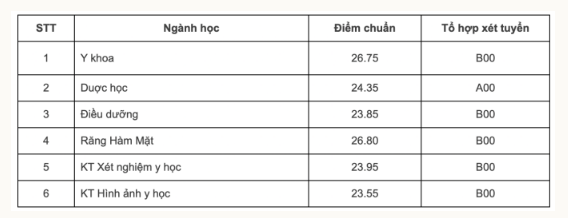 STT Ngành học Điểm chuẩn Tổ hợp xét tuyển
1 Y khoa 26.75 B00
2 Duợc học 24.35 A00
3 Điều dưỡng 23.85 B00
4 Răng Hàm Mặt 26.80 B00
5 KT Xét nghiệm y học 23.95 B00
6 KT Hình ảnh y học 23.55 B00